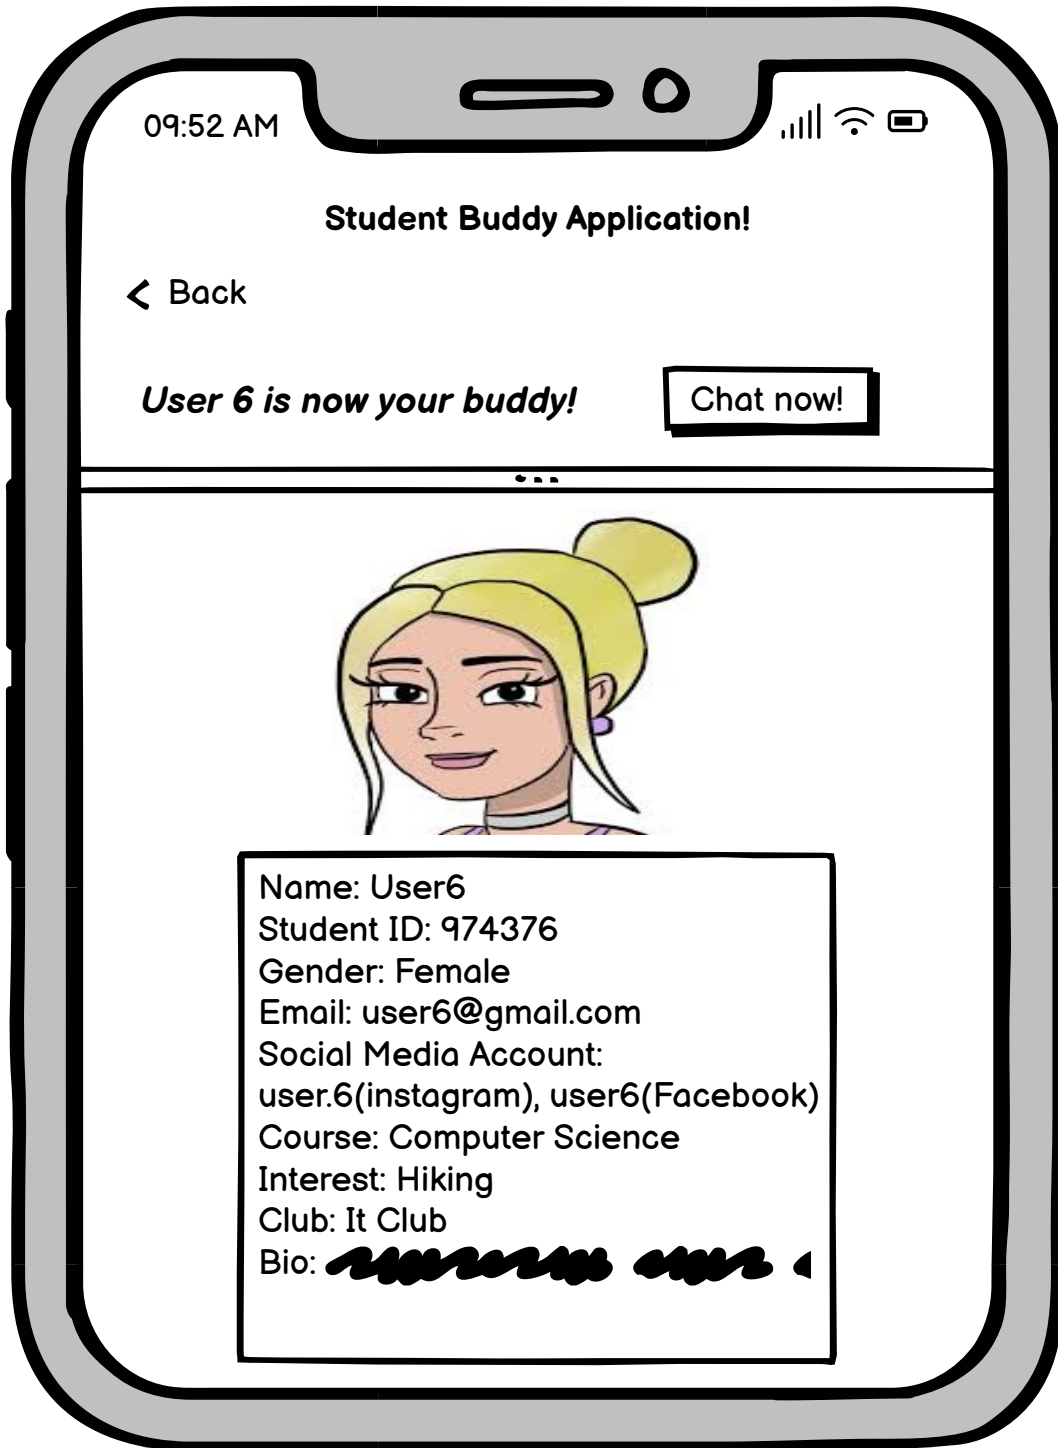 09:52 AM
Student Buddy Application!
Back
User 6 is now your buddy!
Chat now!
Name: User6
Student ID: 974376
Gender: Female
Email: user6@gmail.com
Social Media Account:
user.6(instagram), user6(Facebook)
Course: Computer Science
Interest: Hiking
Club: It Club
Bio: